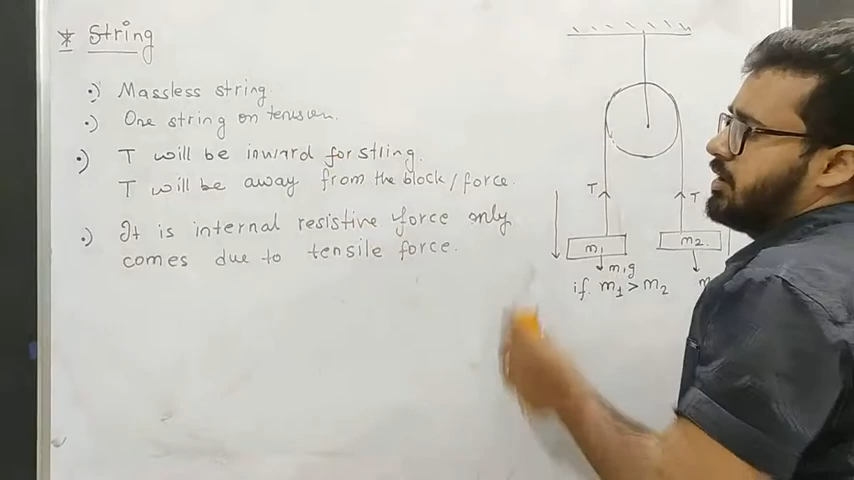 * String
•) Massless string.
•) One string on tension.
•) T will be inward for string.
T will be away from the block/force.
•) It is internal resistive force only
comes due to tensile force.
T
T
m1
m2
m1g
if m1 > m2